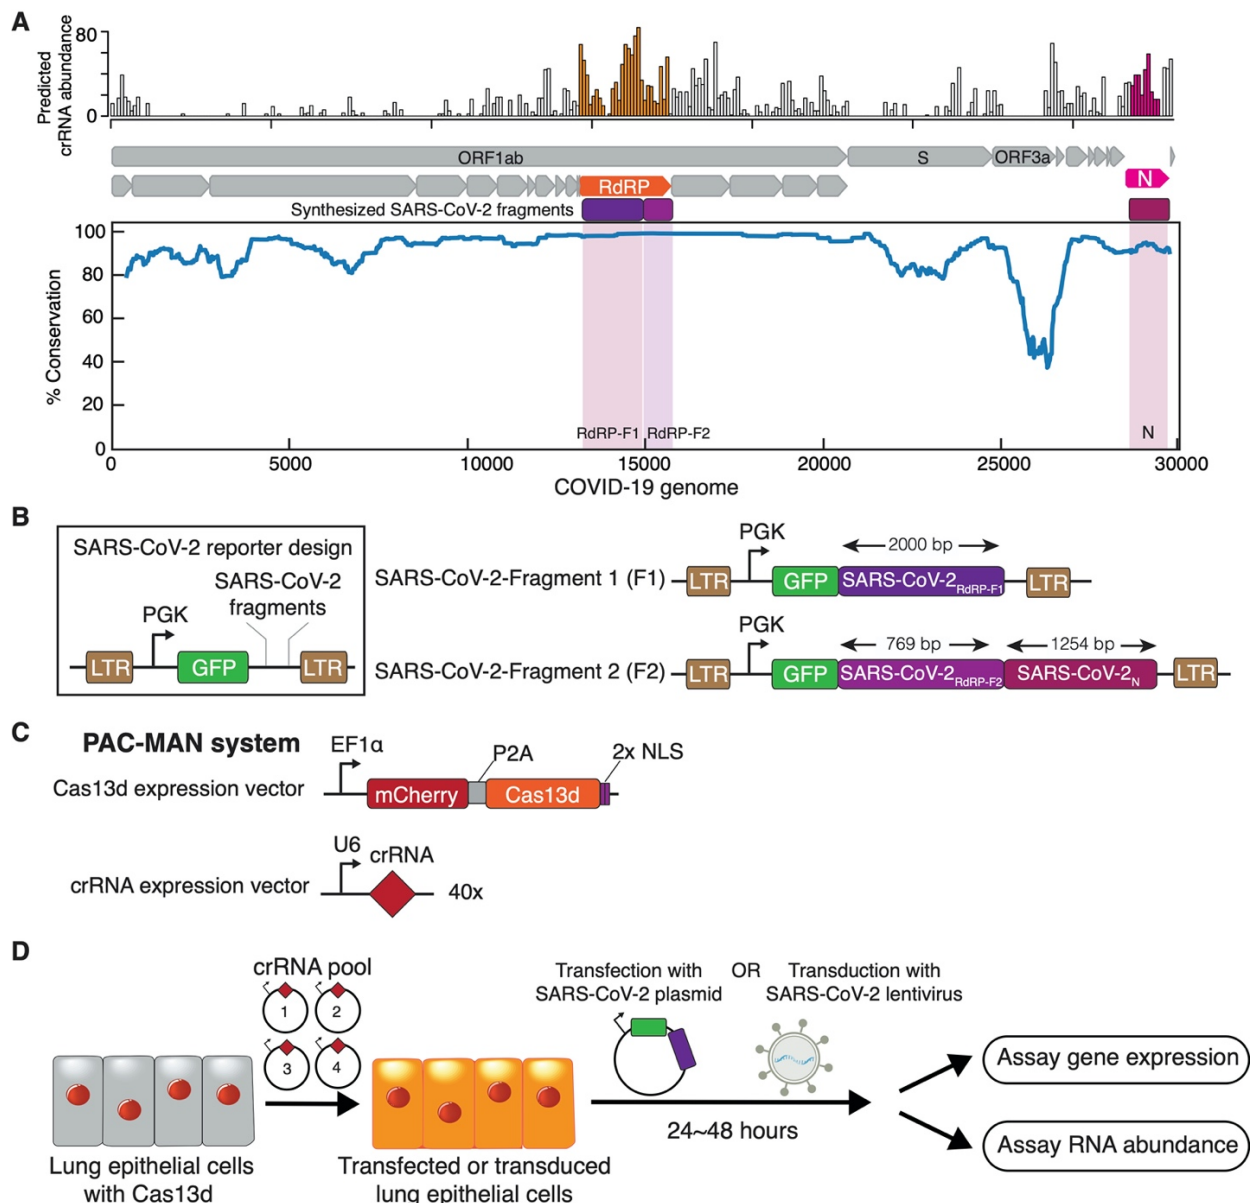 A
Predicted
crRNA abundance
80
0
ORF1ab
S
ORF3a
RdRP
N
Synthesized SARS-CoV-2 fragments
% Conservation
100
80
60
40
20
0
RdRP-F1
RdRP-F2
N
0
5000
10000
15000
20000
25000
30000
COVID-19 genome
B
SARS-CoV-2 reporter design
SARS-CoV-2
fragments
PGK
LTR
GFP
LTR
SARS-CoV-2-Fragment 1 (F1)
PGK
2000 bp
LTR
GFP
SARS-CoV-2RdRP-F1
LTR
SARS-CoV-2-Fragment 2 (F2)
PGK
769 bp
1254 bp
LTR
GFP
SARS-CoV-2RdRP-F2
SARS-CoV-2N
LTR
C
PAC-MAN system
Cas13d expression vector
EF1α
P2A
2x NLS
mCherry
Cas13d
crRNA expression vector
U6
crRNA
40x
D
crRNA pool
1
2
3
4
Lung epithelial cells
with Cas13d
Transfected or transduced
lung epithelial cells
Transfection with
SARS-CoV-2 plasmid
OR
Transduction with
SARS-CoV-2 lentivirus
24~48 hours
Assay gene expression
Assay RNA abundance